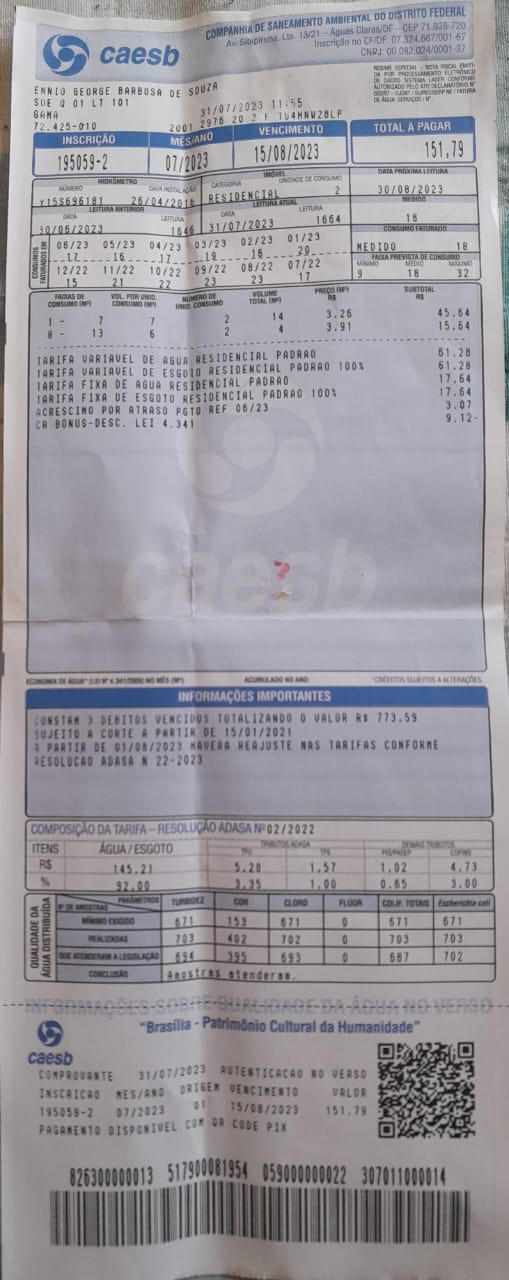 caesb
COMPANHIA DE SANEAMENTO AMBIENTAL DO DISTRITO FEDERAL
Av. Sibipiruna, Lts. 13/21 – Águas Claras/DF – CEP 71.928-720
Inscrição no CF/DF: 07.324.667/001-67
CNPJ: 00.082.024/0001-37
ENNIO GEORGE BARBOSA DE SOUZA
SOE Q 01 LT 101
GAMA 31/07/2023 11:55
72.425-010 2001 2976 20 2 F TU4MNW28LP
REGIME ESPECIAL - NOTA FISCAL EMITI-
DA POR PROCESSAMENTO ELETRÔNICO
DE DADOS SISTEMA LASER CONFORME
INSCRIÇÃO MÊS/ANO VENCIMENTO TOTAL A PAGAR
195059-2 07/2023 15/08/2023 151,79
HIDRÔMETRO IMÓVEL DATA PRÓXIMA LEITURA
NÚMERO DATA INSTALAÇÃO CATEGORIA UNIDADE DE CONSUMO
Y15S696181 26/04/2016 RESIDENCIAL 2 30/08/2023
LEITURA ANTERIOR LEITURA ATUAL MEDIDO
DATA LEITURA DATA LEITURA 18
30/06/2023 1646 31/07/2023 1664 CONSUMO FATURADO
CONSUMOS FATURADOS EM
06/23 05/23 04/23 03/23 02/23 01/23 MEDIDO 18
17 16 17 19 16 20 FAIXA PREVISTA DE CONSUMO
12/22 11/22 10/22 09/22 08/22 07/22 MÍNIMO MÉDIO MÁXIMO
15 21 22 23 23 17 9 18 32
FAIXAS DE CONSUMO (M³) VOL. POR UNID. CONSUMO (M³) NÚMERO DE UNID. CONSUMO VOLUME TOTAL (M³) PREÇO (M³) R$ SUBTOTAL R$
1 - 7 7 2 14 3.26 45.64
8 - 13 6 2 4 3.91 15.64
TARIFA VARIAVEL DE AGUA RESIDENCIAL PADRAO 61.28
TARIFA VARIAVEL DE ESGOTO RESIDENCIAL PADRAO 100% 61.28
TARIFA FIXA DE AGUA RESIDENCIAL PADRAO 17.64
TARIFA FIXA DE ESGOTO RESIDENCIAL PADRAO 100% 17.64
ACRESCIMO POR ATRASO PGTO REF 06/23 3.07
CR BONUS-DESC. LEI 4.341 9,12-
caesb
ECONOMIA DE ÁGUA* (LEI Nº 4.341/2009) NO MÊS (M³) ACUMULADO NO ANO: *CRÉDITOS SUJEITOS A ALTERAÇÕES.
INFORMAÇÕES IMPORTANTES
CONSTAM 3 DEBITOS VENCIDOS TOTALIZANDO O VALOR R$ 773.59
SUJEITO A CORTE A PARTIR DE 15/01/2021
A PARTIR DE 01/08/2023 HAVERA REAJUSTE NAS TARIFAS CONFORME
RESOLUCAO ADASA N 22-2023
COMPOSIÇÃO DA TARIFA – RESOLUÇÃO ADASA Nº 02/2022
ITENS ÁGUA / ESGOTO TRIBUTOS ADASA DEMAIS TRIBUTOS
TFU TFS PIS/PASEP COFINS
R$ 145.21 5.28 1,57 1,02 4.73
% 92.00 3.35 1,00 0.65 3.00
QUALIDADE DA ÁGUA DISTRIBUÍDA
PARÂMETROS TURBIDEZ COR CLORO FLÚOR COLIF. TOTAIS Escherichia coli
Nº DE AMOSTRAS
MÍNIMO EXIGIDO 671 153 671 0 671 671
REALIZADAS 703 402 702 0 703 703
QUE ATENDERAM A LEGISLAÇÃO 694 395 693 0 687 702
CONCLUSÃO Amostras atenderam.
INFORMAÇÕES SOBRE QUALIDADE DA ÁGUA NO VERSO
"Brasília - Patrimônio Cultural da Humanidade"
caesb
COMPROVANTE 31/07/2023 AUTENTICACAO NO VERSO
INSCRICAO MES/ANO ORIGEM VENCIMENTO VALOR
195059-2 07/2023 01 15/08/2023 151,79
PAGAMENTO DISPONIVEL COM QR CODE PIX
826300000013 517900081954 059000000022 307011000014